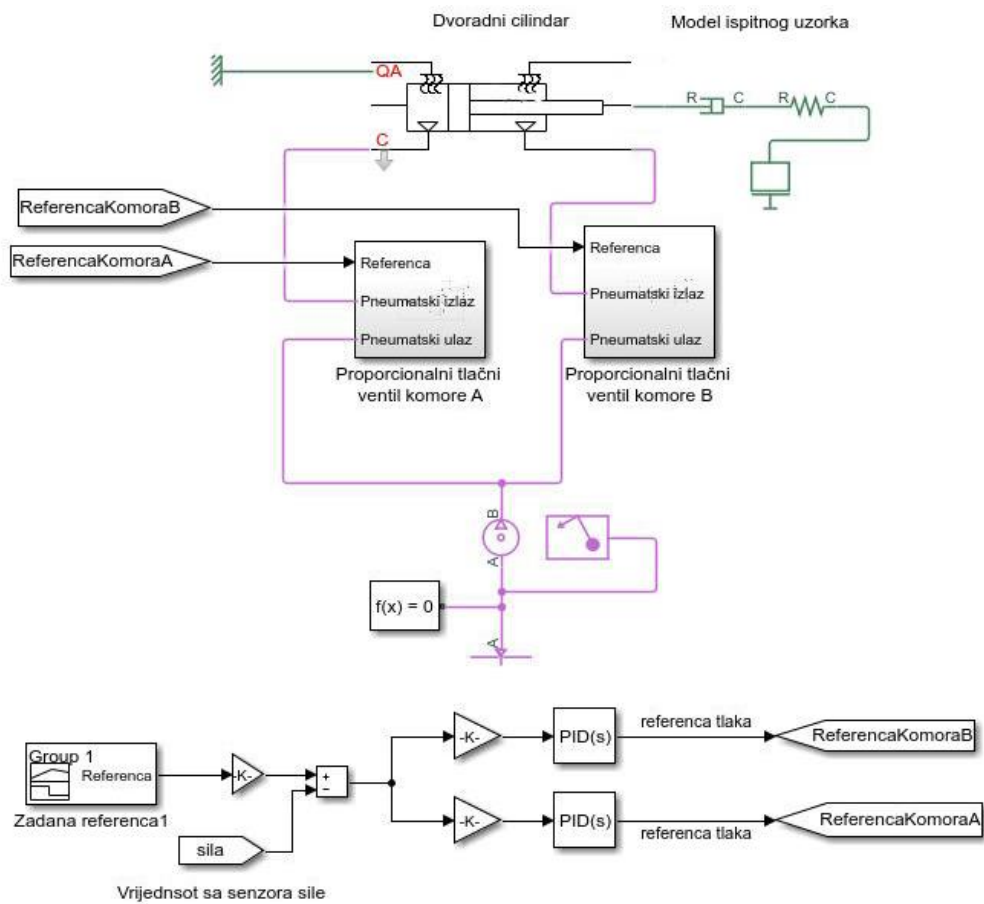 Dvoradni cilindar
Model ispitnog uzorka
QA
R
C
R
C
C
ReferencaKomoraB
ReferencaKomoraA
Referenca
Pneumatski izlaz
Pneumatski ulaz
Proporcionalni tlačni
ventil komore A
Referenca
Pneumatski izlaz
Pneumatski ulaz
Proporcionalni tlačni
ventil komore B
B
A
f(x) = 0
A
Group 1
Referenca
Zadana referenca1
-K-
+
−
sila
Vrijednsot sa senzora sile
-K-
PID(s)
referenca tlaka
ReferencaKomoraB
-K-
PID(s)
referenca tlaka
ReferencaKomoraA